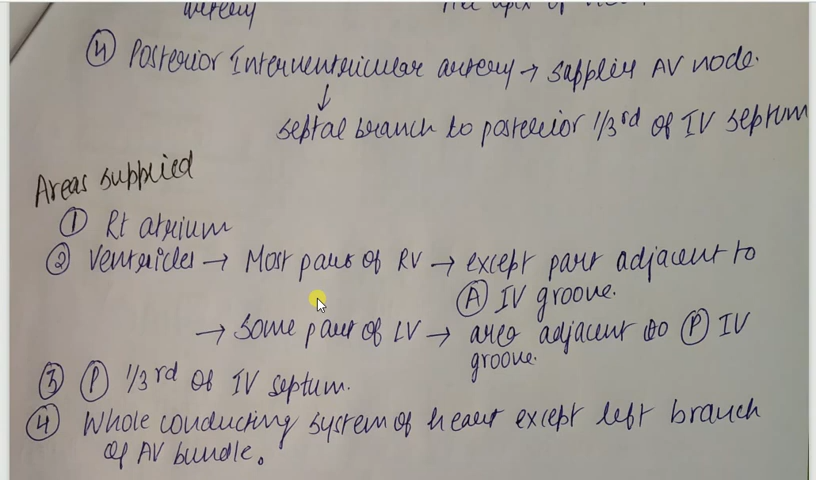 artery
④ Posterior Interventricular artery → supplies AV node.
↓
septal branch to posterior 1/3rd of IV septum
Areas supplied
① Rt atrium
② Ventricles → Most part of RV → except part adjacent to
Ⓐ IV groove.
→ Some part of LV → area adjacent to Ⓟ IV
groove.
③ Ⓟ 1/3rd of IV septum.
④ Whole conducting system of heart except left branch
of AV bundle.